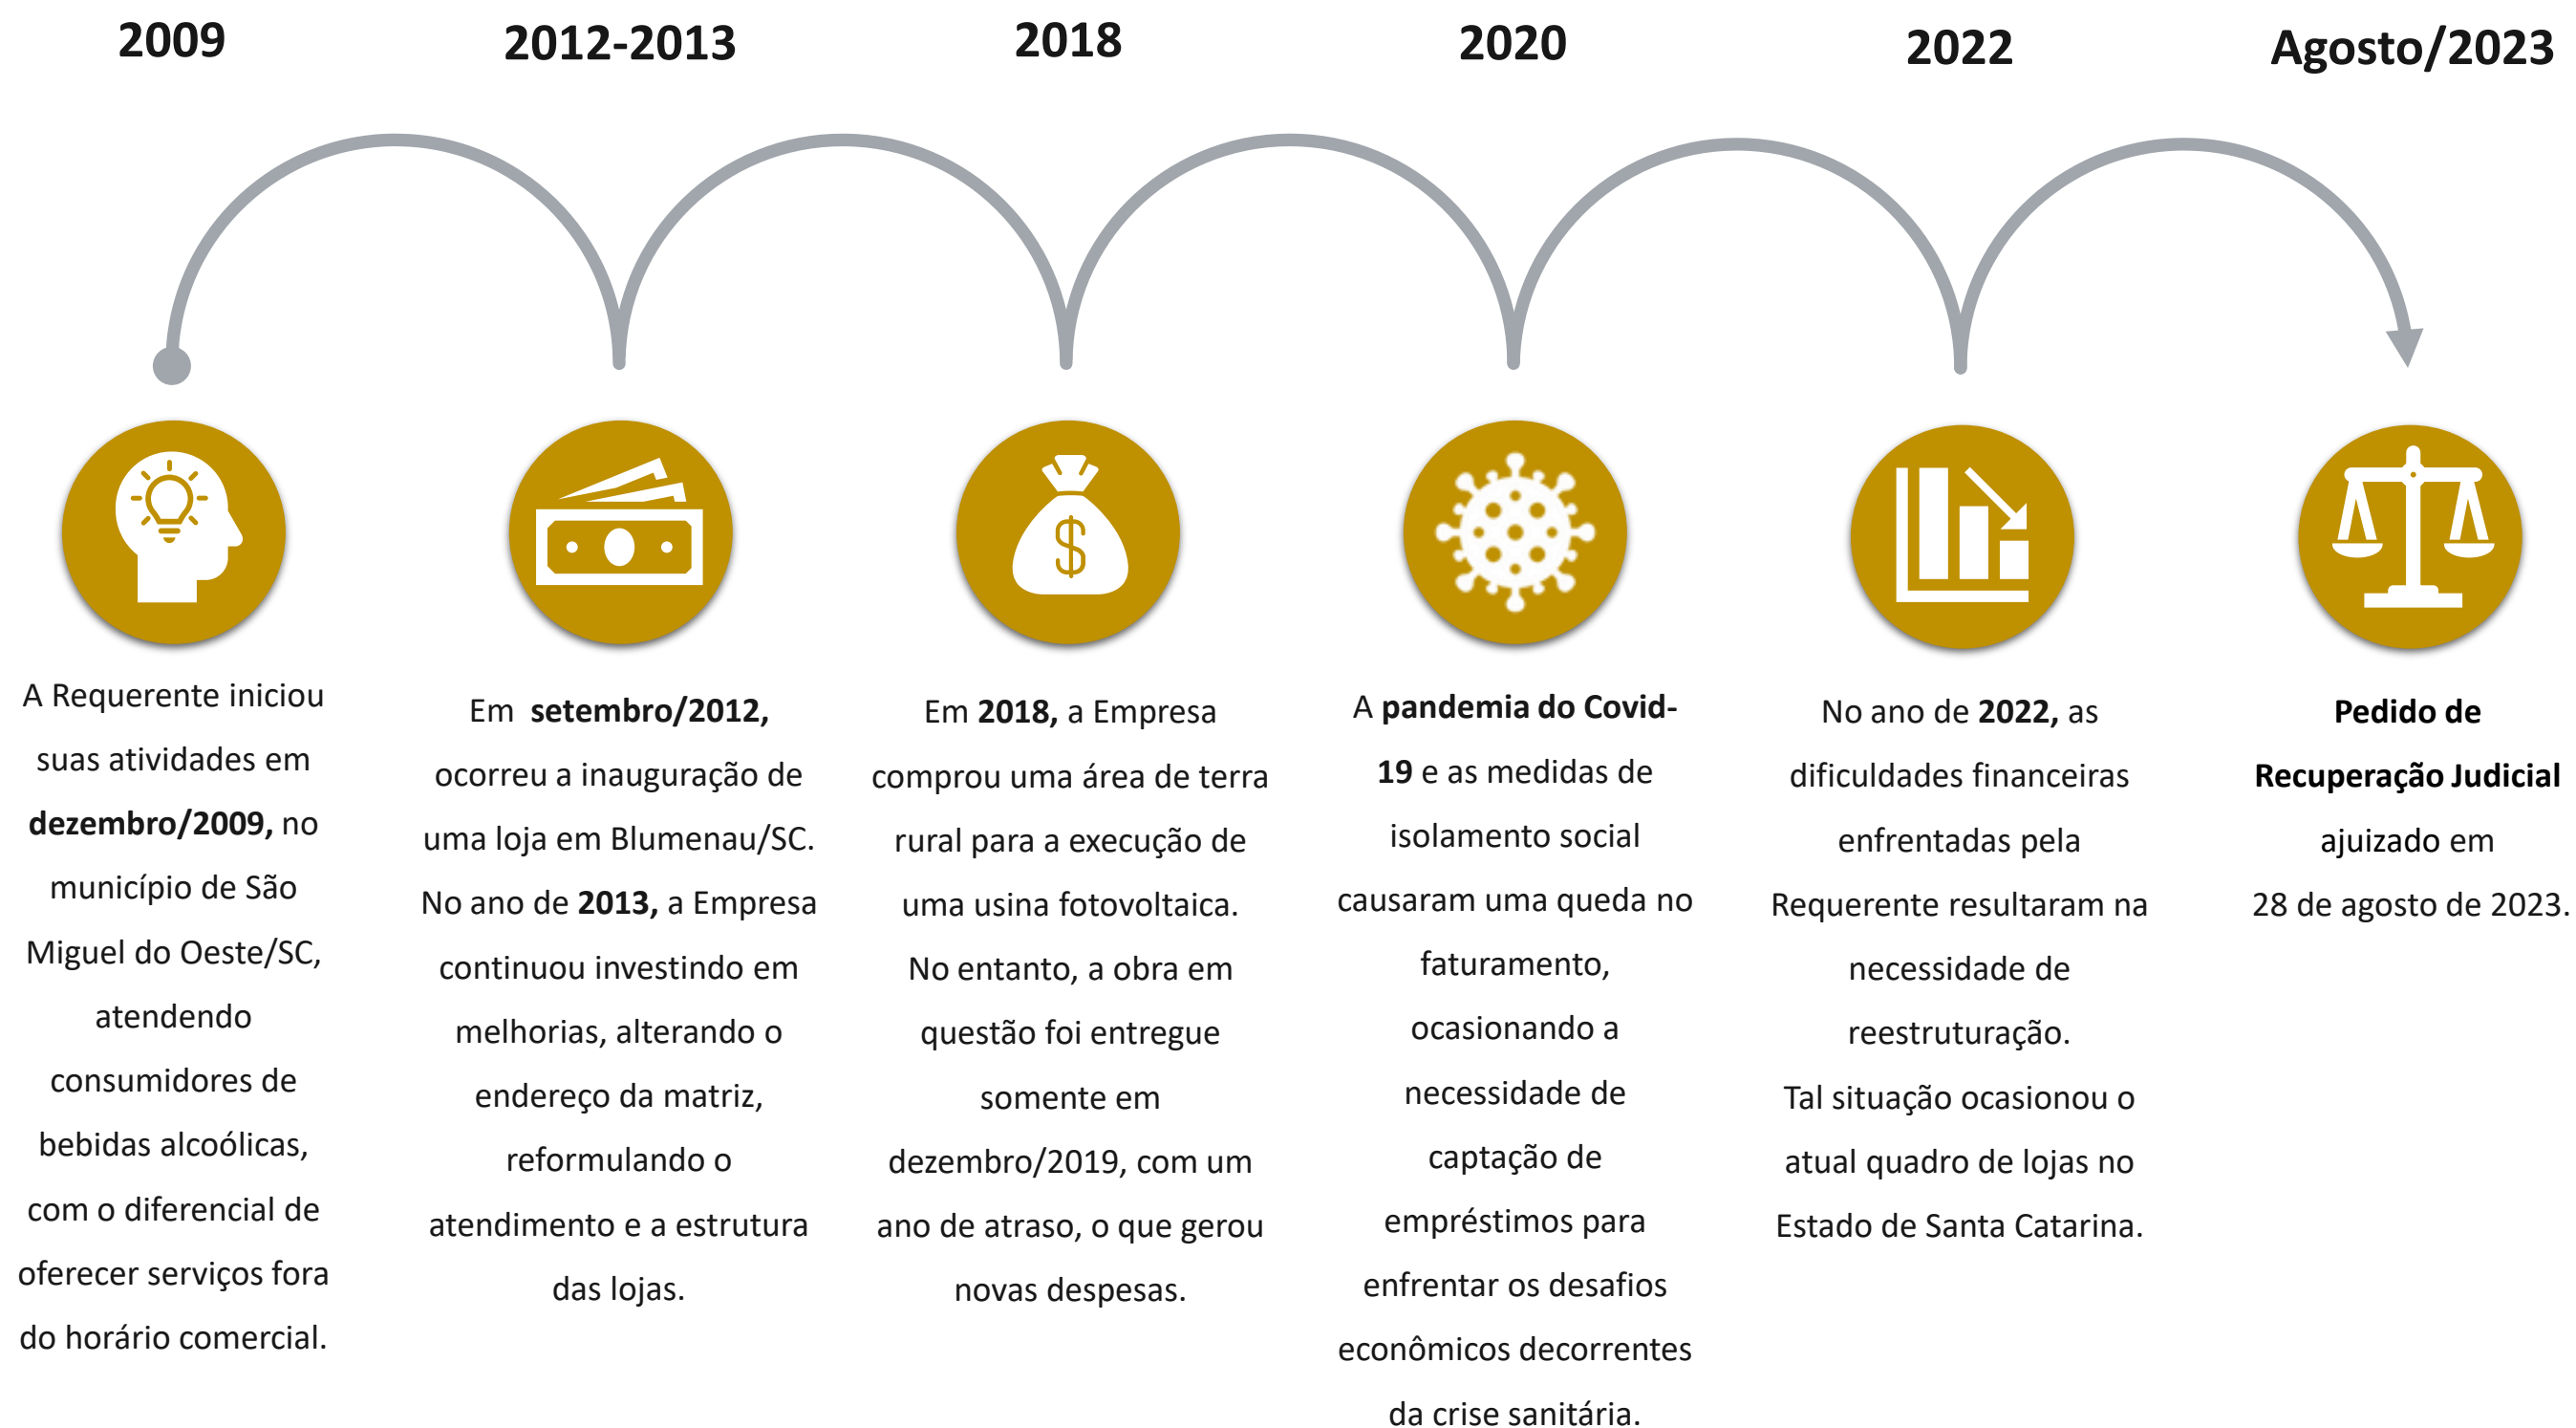 2009
A Requerente iniciou
suas atividades em
dezembro/2009, no
município de São
Miguel do Oeste/SC,
atendendo
consumidores de
bebidas alcoólicas,
com o diferencial de
oferecer serviços fora
do horário comercial.
2012-2013
Em setembro/2012,
ocorreu a inauguração de
uma loja em Blumenau/SC.
No ano de 2013, a Empresa
continuou investindo em
melhorias, alterando o
endereço da matriz,
reformulando o
atendimento e a estrutura
das lojas.
2018
$
Em 2018, a Empresa
comprou uma área de terra
rural para a execução de
uma usina fotovoltaica.
No entanto, a obra em
questão foi entregue
somente em
dezembro/2019, com um
ano de atraso, o que gerou
novas despesas.
2020
A pandemia do Covid-
19 e as medidas de
isolamento social
causaram uma queda no
faturamento,
ocasionando a
necessidade de
captação de
empréstimos para
enfrentar os desafios
econômicos decorrentes
da crise sanitária.
2022
No ano de 2022, as
dificuldades financeiras
enfrentadas pela
Requerente resultaram na
necessidade de
reestruturação.
Tal situação ocasionou o
atual quadro de lojas no
Estado de Santa Catarina.
Agosto/2023
Pedido de
Recuperação Judicial
ajuizado em
28 de agosto de 2023.